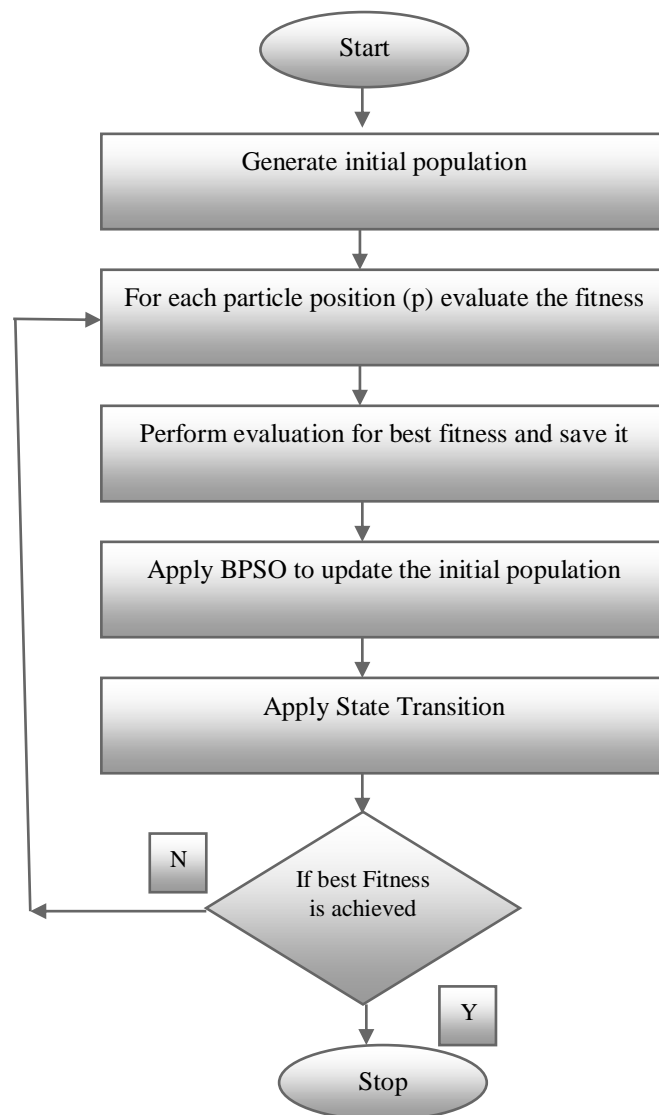 Start
Generate initial population
For each particle position (p) evaluate the fitness
Perform evaluation for best fitness and save it
Apply BPSO to update the initial population
Apply State Transition
N
If best Fitness
is achieved
Y
Stop